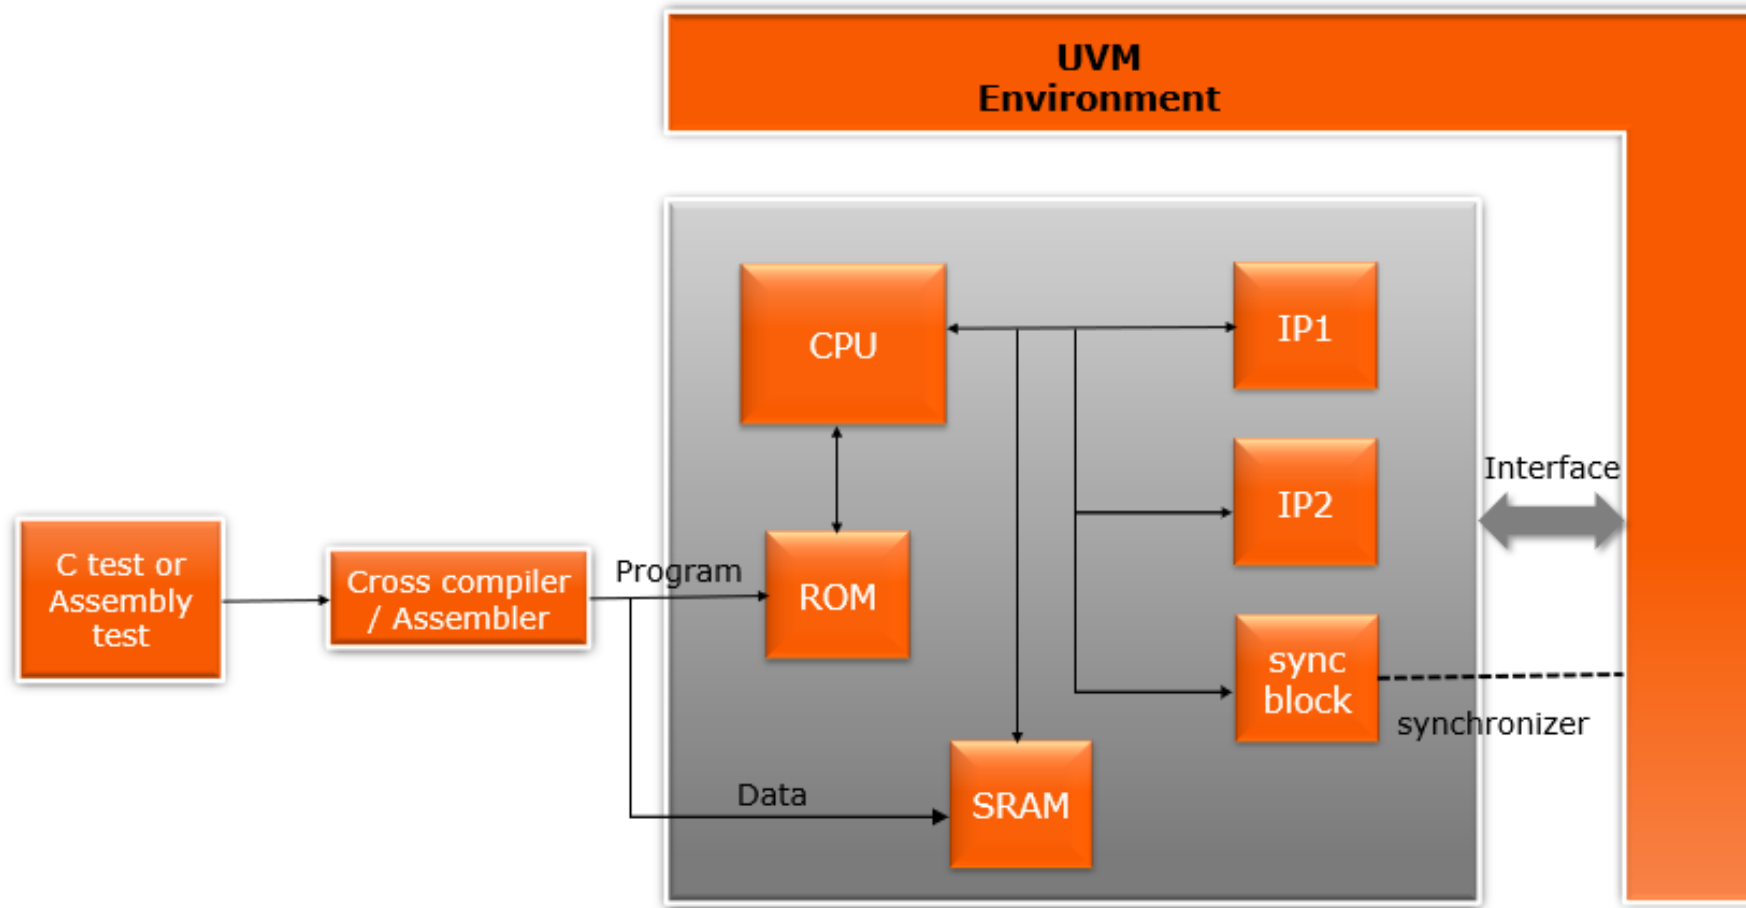 UVM
Environment
CPU
IP1
Interface
IP2
C test or
Assembly
test
Cross compiler
/ Assembler
Program
ROM
sync
block
synchronizer
Data
SRAM